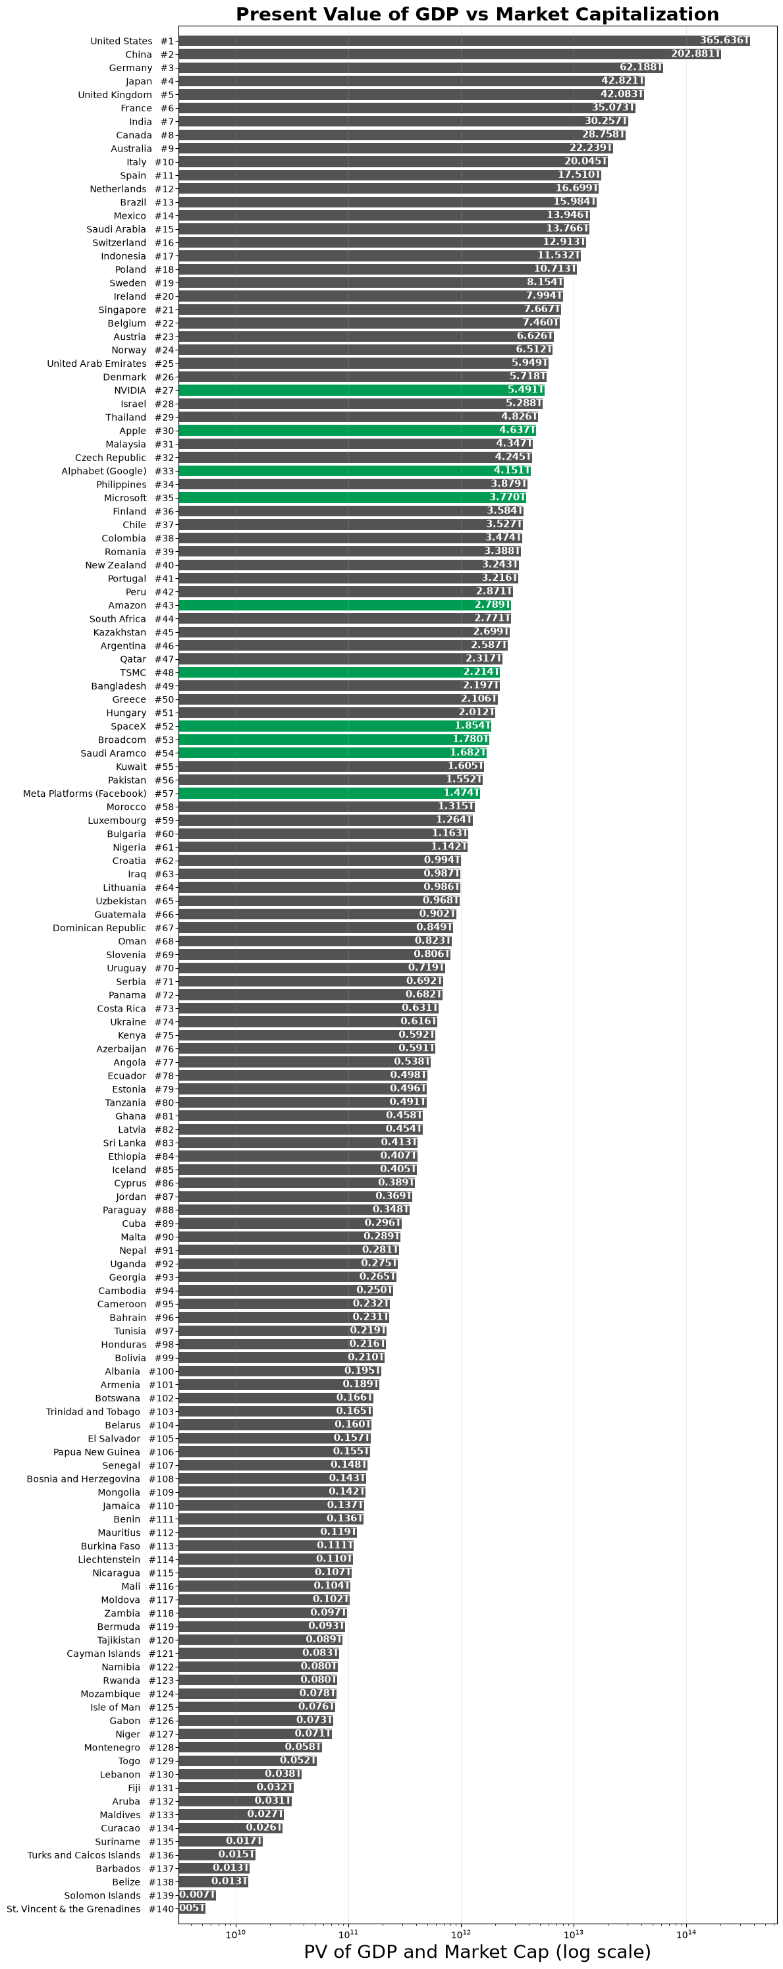 Present Value of GDP vs Market Capitalization
United States #1 365.636T
China #2 202.881T
Germany #3 62.188T
Japan #4 42.821T
United Kingdom #5 42.083T
France #6 35.073T
India #7 30.257T
Canada #8 28.758T
Australia #9 22.239T
Italy #10 20.045T
Spain #11 17.510T
Netherlands #12 16.699T
Brazil #13 15.984T
Mexico #14 13.946T
Saudi Arabia #15 13.766T
Switzerland #16 12.913T
Indonesia #17 11.532T
Poland #18 10.713T
Sweden #19 8.154T
Ireland #20 7.994T
Singapore #21 7.667T
Belgium #22 7.460T
Austria #23 6.626T
Norway #24 6.512T
United Arab Emirates #25 5.949T
Denmark #26 5.718T
NVIDIA #27 5.491T
Israel #28 5.288T
Thailand #29 4.826T
Apple #30 4.637T
Malaysia #31 4.347T
Czech Republic #32 4.245T
Alphabet (Google) #33 4.151T
Philippines #34 3.879T
Microsoft #35 3.770T
Finland #36 3.584T
Chile #37 3.527T
Colombia #38 3.474T
Romania #39 3.388T
New Zealand #40 3.243T
Portugal #41 3.216T
Peru #42 2.871T
Amazon #43 2.789T
South Africa #44 2.771T
Kazakhstan #45 2.699T
Argentina #46 2.587T
Qatar #47 2.317T
TSMC #48 2.214T
Bangladesh #49 2.197T
Greece #50 2.106T
Hungary #51 2.012T
SpaceX #52 1.854T
Broadcom #53 1.780T
Saudi Aramco #54 1.682T
Kuwait #55 1.605T
Pakistan #56 1.552T
Meta Platforms (Facebook) #57 1.474T
Morocco #58 1.315T
Luxembourg #59 1.264T
Bulgaria #60 1.163T
Nigeria #61 1.142T
Croatia #62 0.994T
Iraq #63 0.987T
Lithuania #64 0.986T
Uzbekistan #65 0.968T
Guatemala #66 0.902T
Dominican Republic #67 0.849T
Oman #68 0.823T
Slovenia #69 0.806T
Uruguay #70 0.719T
Serbia #71 0.692T
Panama #72 0.682T
Costa Rica #73 0.631T
Ukraine #74 0.616T
Kenya #75 0.592T
Azerbaijan #76 0.591T
Angola #77 0.538T
Ecuador #78 0.498T
Estonia #79 0.496T
Tanzania #80 0.491T
Ghana #81 0.458T
Latvia #82 0.454T
Sri Lanka #83 0.413T
Ethiopia #84 0.407T
Iceland #85 0.405T
Cyprus #86 0.389T
Jordan #87 0.369T
Paraguay #88 0.348T
Cuba #89 0.296T
Malta #90 0.289T
Nepal #91 0.281T
Uganda #92 0.275T
Georgia #93 0.265T
Cambodia #94 0.250T
Cameroon #95 0.232T
Bahrain #96 0.231T
Tunisia #97 0.219T
Honduras #98 0.216T
Bolivia #99 0.210T
Albania #100 0.195T
Armenia #101 0.189T
Botswana #102 0.166T
Trinidad and Tobago #103 0.165T
Belarus #104 0.160T
El Salvador #105 0.157T
Papua New Guinea #106 0.155T
Senegal #107 0.148T
Bosnia and Herzegovina #108 0.143T
Mongolia #109 0.142T
Jamaica #110 0.137T
Benin #111 0.136T
Mauritius #112 0.119T
Burkina Faso #113 0.111T
Liechtenstein #114 0.110T
Nicaragua #115 0.107T
Mali #116 0.104T
Moldova #117 0.102T
Zambia #118 0.097T
Bermuda #119 0.093T
Tajikistan #120 0.089T
Cayman Islands #121 0.083T
Namibia #122 0.080T
Rwanda #123 0.080T
Mozambique #124 0.078T
Isle of Man #125 0.076T
Gabon #126 0.073T
Niger #127 0.071T
Montenegro #128 0.058T
Togo #129 0.052T
Lebanon #130 0.038T
Fiji #131 0.032T
Aruba #132 0.031T
Maldives #133 0.027T
Curacao #134 0.026T
Suriname #135 0.017T
Turks and Caicos Islands #136 0.015T
Barbados #137 0.013T
Belize #138 0.013T
Solomon Islands #139 0.007T
St. Vincent & the Grenadines #140 005T
10¹⁰ 10¹¹ 10¹² 10¹³ 10¹⁴
PV of GDP and Market Cap (log scale)